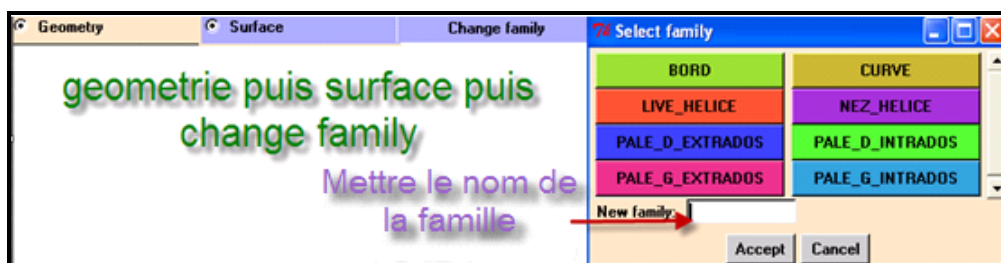 Geometry
Surface
Change family
geometrie puis surface puis
change family
Mettre le nom de
la famille
Select family
BORD
CURVE
LIVE_HELICE
NEZ_HELICE
PALE_D_EXTRADOS
PALE_D_INTRADOS
PALE_G_EXTRADOS
PALE_G_INTRADOS
New family:
Accept
Cancel